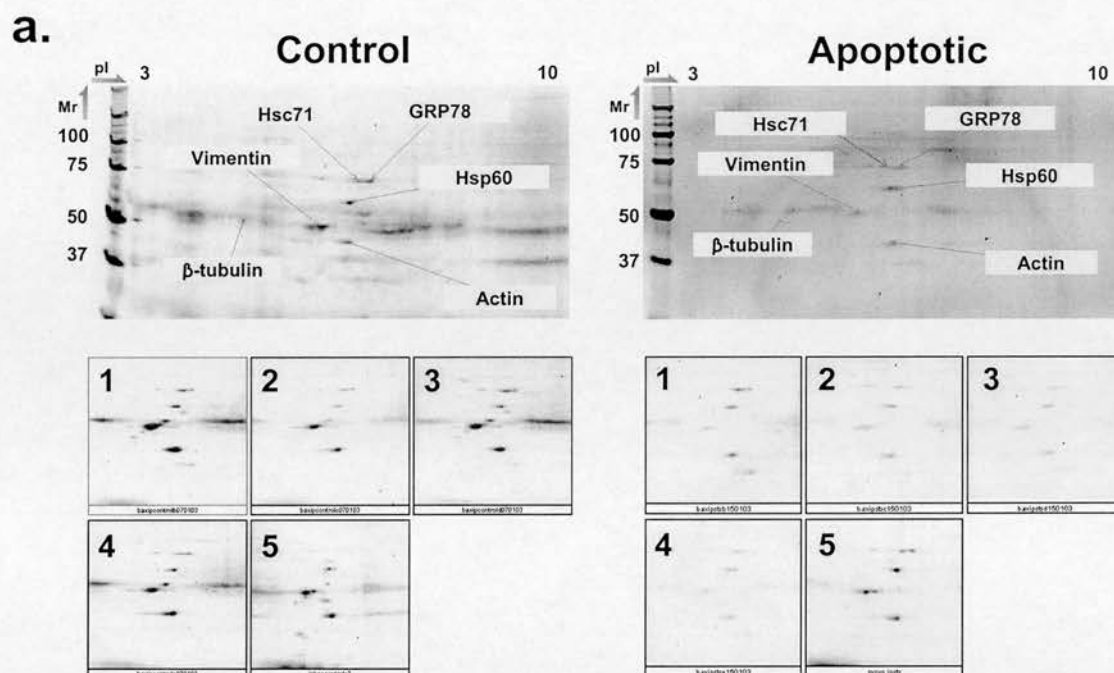 a.
Control
pI 3 10
Mr
100
75
50
37
Hsc71
GRP78
Vimentin
Hsp60
β-tubulin
Actin
Apoptotic
pI 3 10
Mr
100
75
50
37
Hsc71
GRP78
Vimentin
Hsp60
β-tubulin
Actin
1
2
3
4
5
1
2
3
4
5